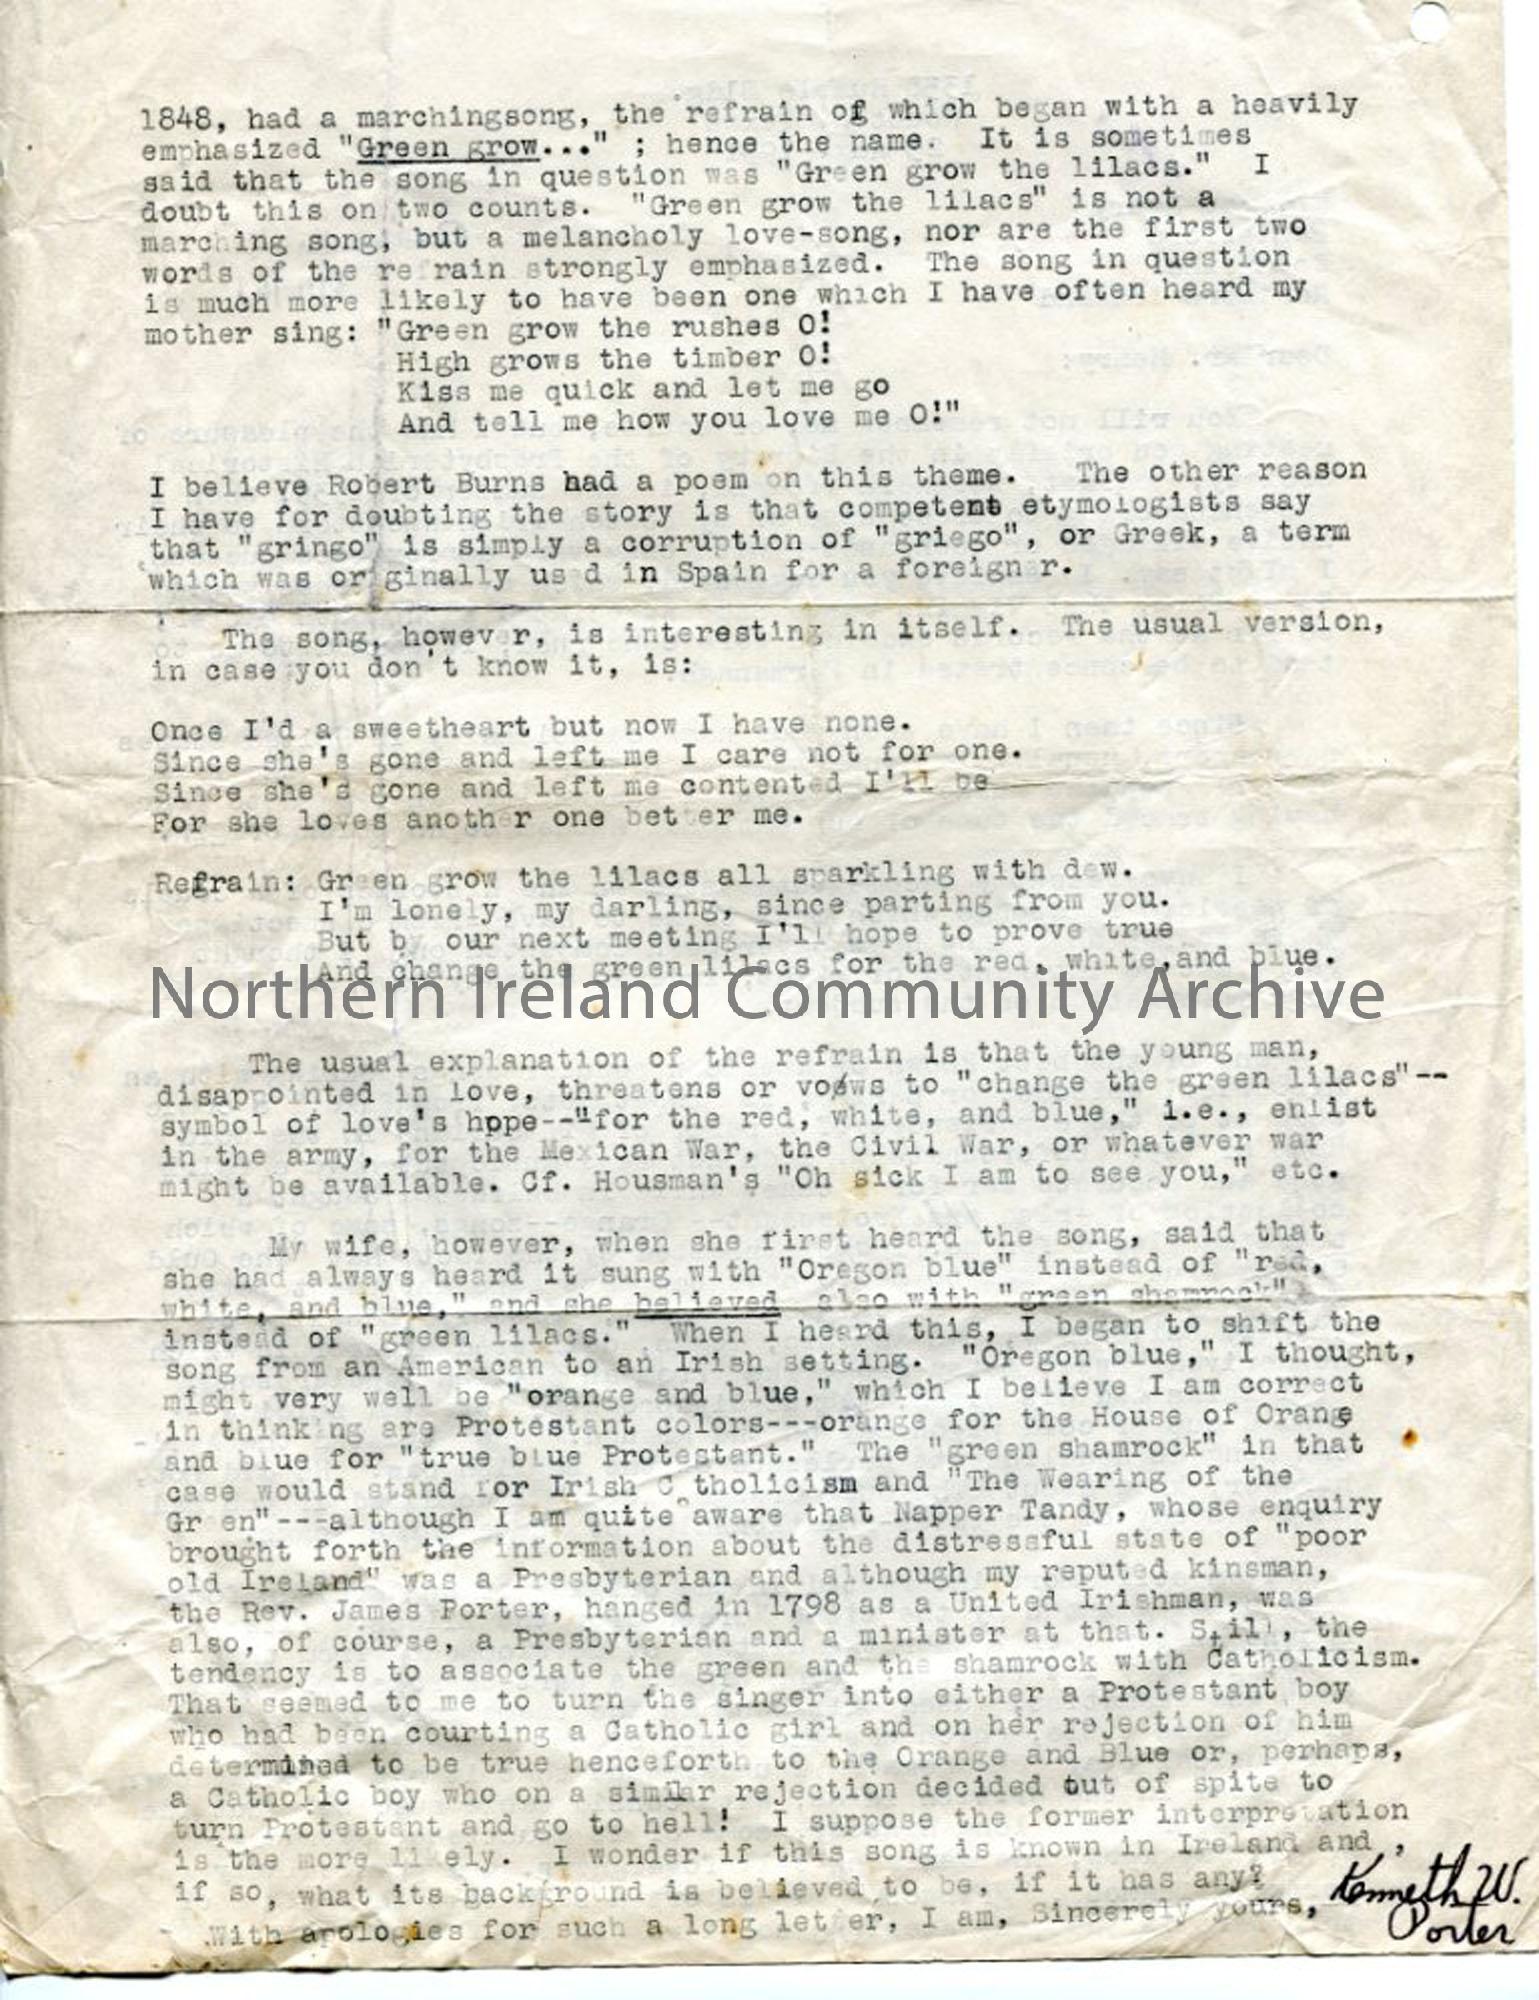 1848, had a marchingsong, the refrain of which began with a heavily
emphasized "Green grow..." ; hence the name. It is sometimes
said that the song in question was "Green grow the lilacs." I
doubt this on two counts. "Green grow the lilacs" is not a
marching song, but a melancholy love-song, nor are the first two
words of the refrain strongly emphasized. The song in question
is much more likely to have been one which I have often heard my
mother sing: "Green grow the rushes O!
High grows the timber O!
Kiss me quick and let me go
And tell me how you love me O!"
I believe Robert Burns had a poem on this theme. The other reason
I have for doubting the story is that competent etymologists say
that "gringo" is simply a corruption of "griego", or Greek, a term
which was originally used in Spain for a foreigner.
The song, however, is interesting in itself. The usual version,
in case you don't know it, is:
Once I'd a sweetheart but now I have none.
Since she's gone and left me I care not for one.
Since she's gone and left me contented I'll be
For she loves another one better me.
Refrain: Green grow the lilacs all sparkling with dew.
I'm lonely, my darling, since parting from you.
But by our next meeting I'll hope to prove true
And change the green lilacs for the red, white,and blue.
Northern Ireland Community Archive
The usual explanation of the refrain is that the young man,
disappointed in love, threatens or vows to "change the green lilacs"--
symbol of love's hppe--"for the red, white, and blue," i.e., enlist
in the army, for the Mexican War, the Civil War, or whatever war
might be available. Cf. Housman's "Oh sick I am to see you," etc.
My wife, however, when she first heard the song, said that
she had always heard it sung with "Oregon blue" instead of "red,
white, and blue," and she believed also with "green shamrock"
instead of "green lilacs." When I heard this, I began to shift the
song from an American to an Irish setting. "Oregon blue," I thought,
might very well be "orange and blue," which I believe I am correct
in thinking are Protestant colors---orange for the House of Orange
and blue for "true blue Protestant." The "green shamrock" in that
case would stand for Irish Catholicism and "The Wearing of the
Green"---although I am quite aware that Napper Tandy, whose enquiry
brought forth the information about the distressful state of "poor
old Ireland" was a Presbyterian and although my reputed kinsman,
the Rev. James Porter, hanged in 1798 as a United Irishman, was
also, of course, a Presbyterian and a minister at that. Still, the
tendency is to associate the green and the shamrock with Catholicism.
That seemed to me to turn the singer into either a Protestant boy
who had been courting a Catholic girl and on her rejection of him
determined to be true henceforth to the Orange and Blue or, perhaps,
a Catholic boy who on a similar rejection decided out of spite to
turn Protestant and go to hell! I suppose the former interpretation
is the more likely. I wonder if this song is known in Ireland and,
if so, what its background is believed to be, if it has any?
With apologies for such a long letter, I am, Sincerely yours,
Kenneth W.
Porter